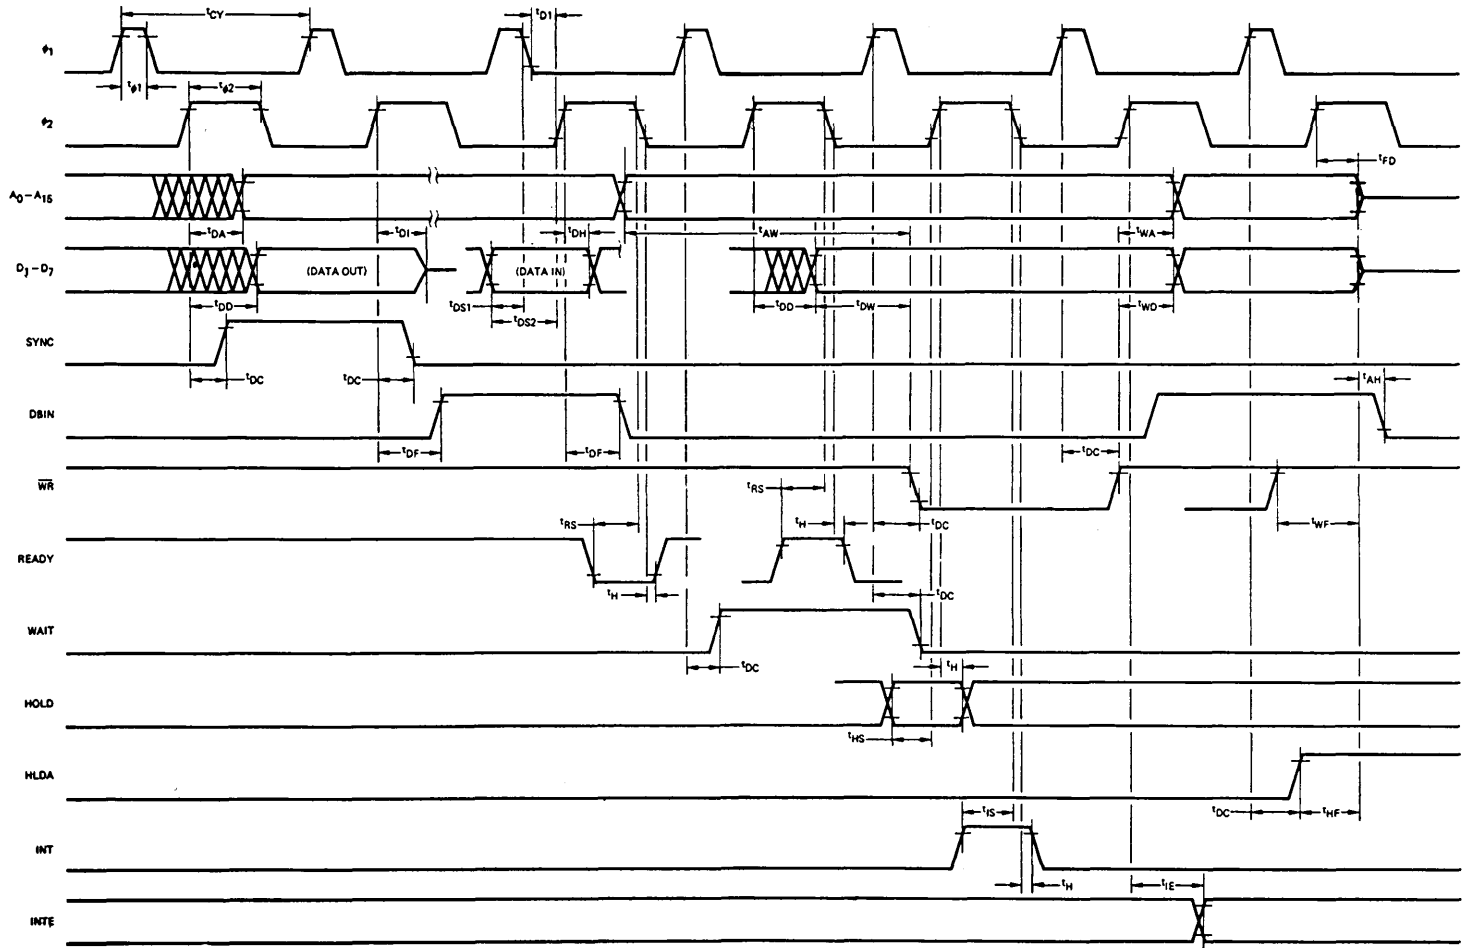 tCY
tD1
φ1
tφ1
tφ2
φ2
tFD
A0-A15
tDA
tDI
tDH
tAW
tWA
D0-D7
(DATA OUT)
(DATA IN)
tDD
tDS1
tDS2
tDD
tDW
tWD
SYNC
tDC
tDC
tAH
DBIN
tDF
tDF
tDC
WR
tRS
tRS
tH
tDC
tWF
READY
tH
tDC
WAIT
tDC
tH
HOLD
tHS
HLDA
tIS
tDC
tHF
INT
tH
tIE
INTE